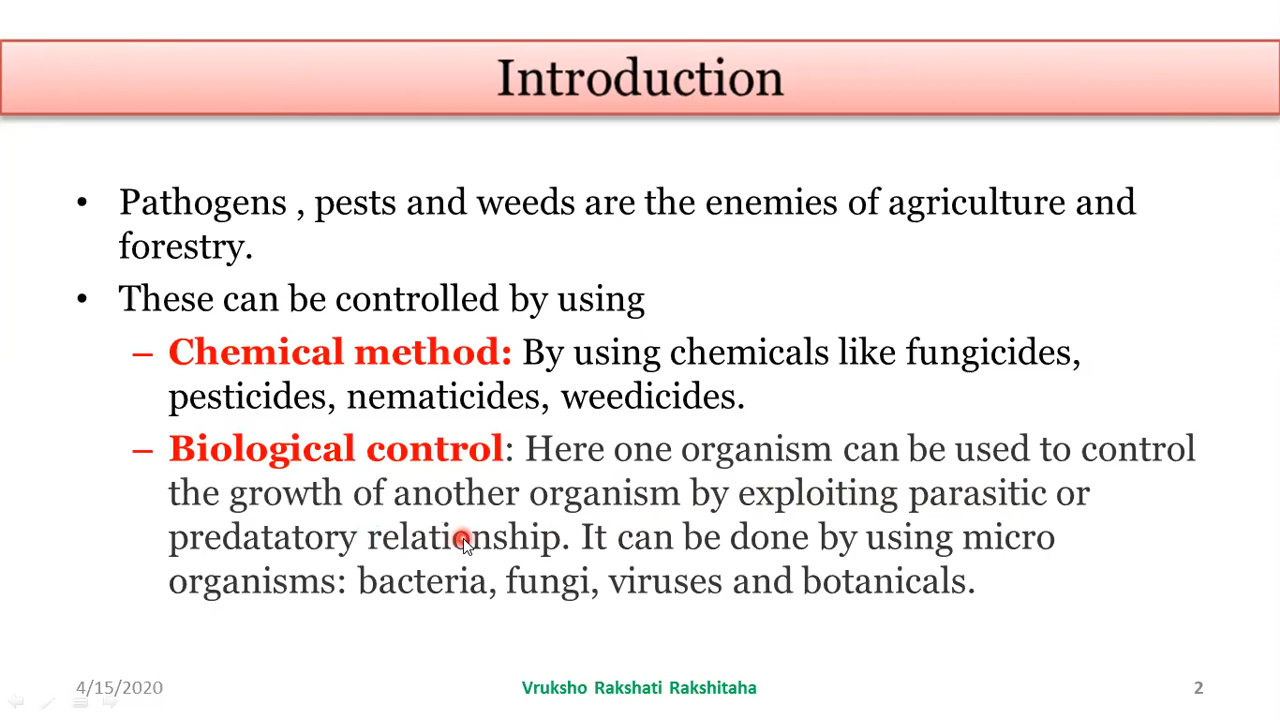 Introduction
• Pathogens , pests and weeds are the enemies of agriculture and
forestry.
• These can be controlled by using
– Chemical method: By using chemicals like fungicides,
pesticides, nematicides, weedicides.
– Biological control: Here one organism can be used to control
the growth of another organism by exploiting parasitic or
predatatory relationship. It can be done by using micro
organisms: bacteria, fungi, viruses and botanicals.
4/15/2020
Vruksho Rakshati Rakshitaha
2